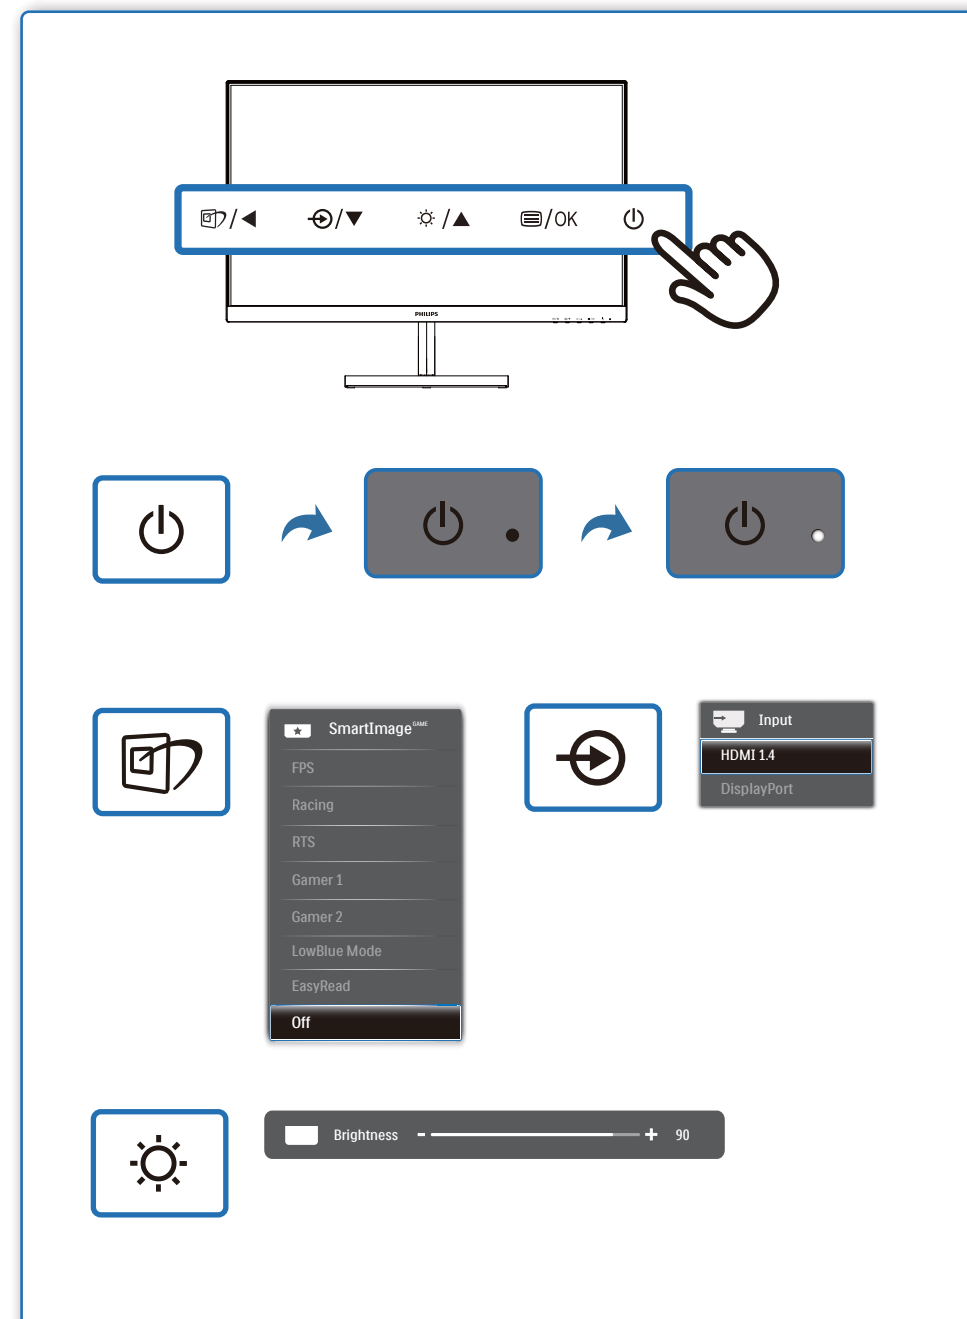 /OK
PHILIPS
SmartImage GAME
FPS
Racing
RTS
Gamer 1
Gamer 2
LowBlue Mode
EasyRead
Off
Input
HDMI 1.4
DisplayPort
Brightness - + 90